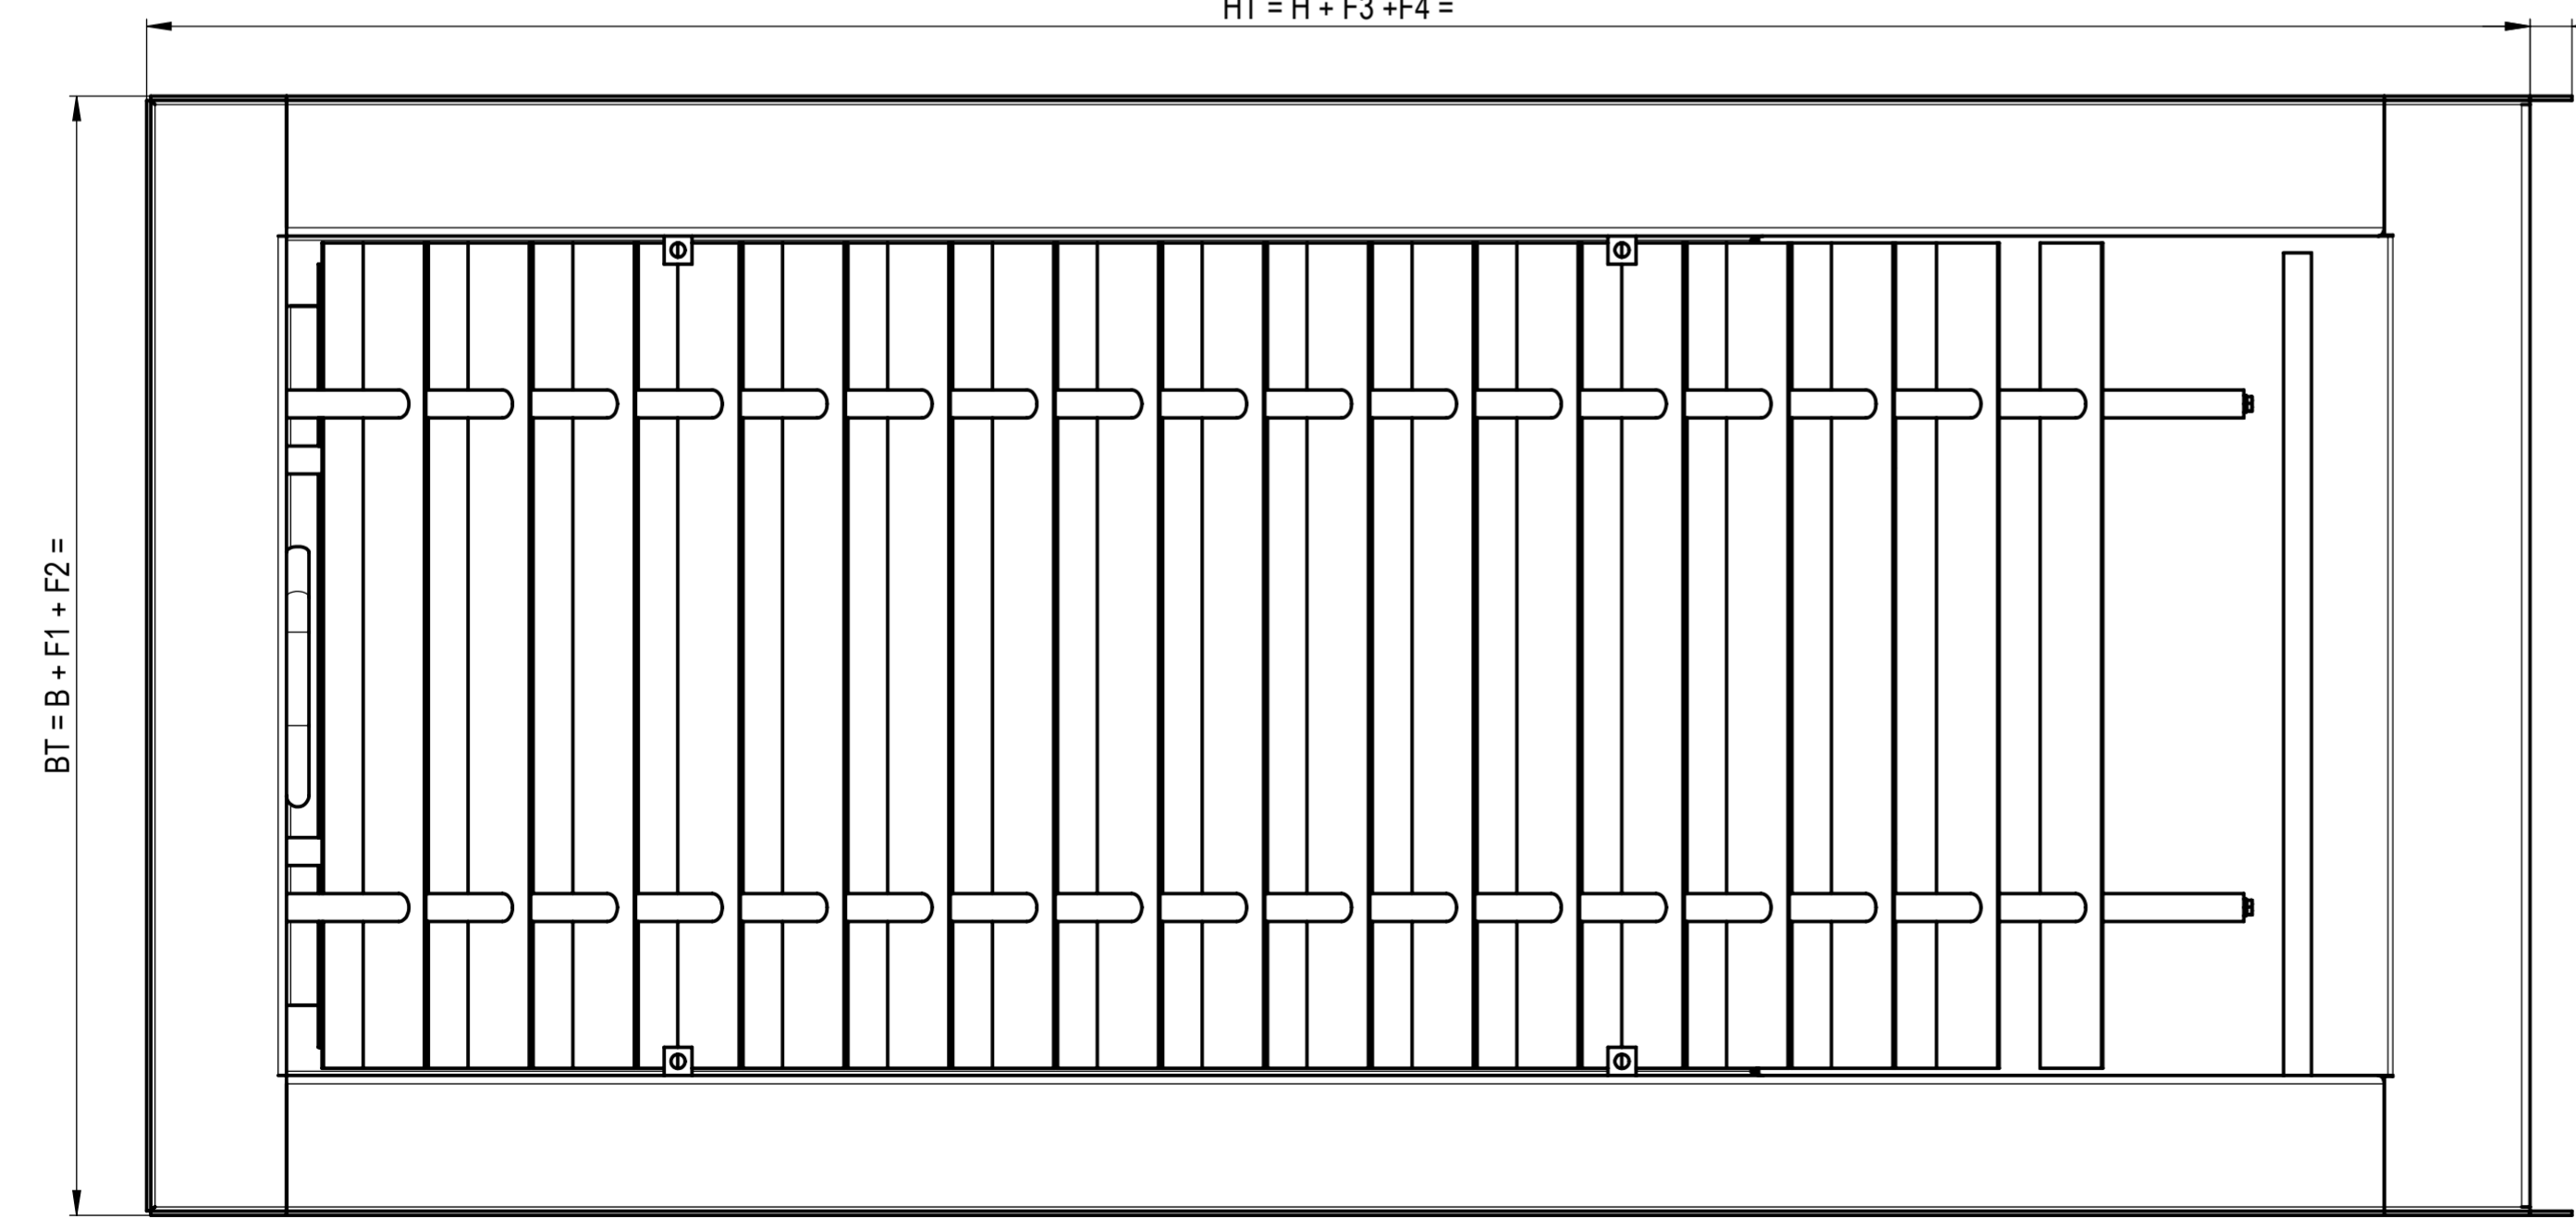 HT = H + F3 +F4 =
BT = B + F1 + F2 =